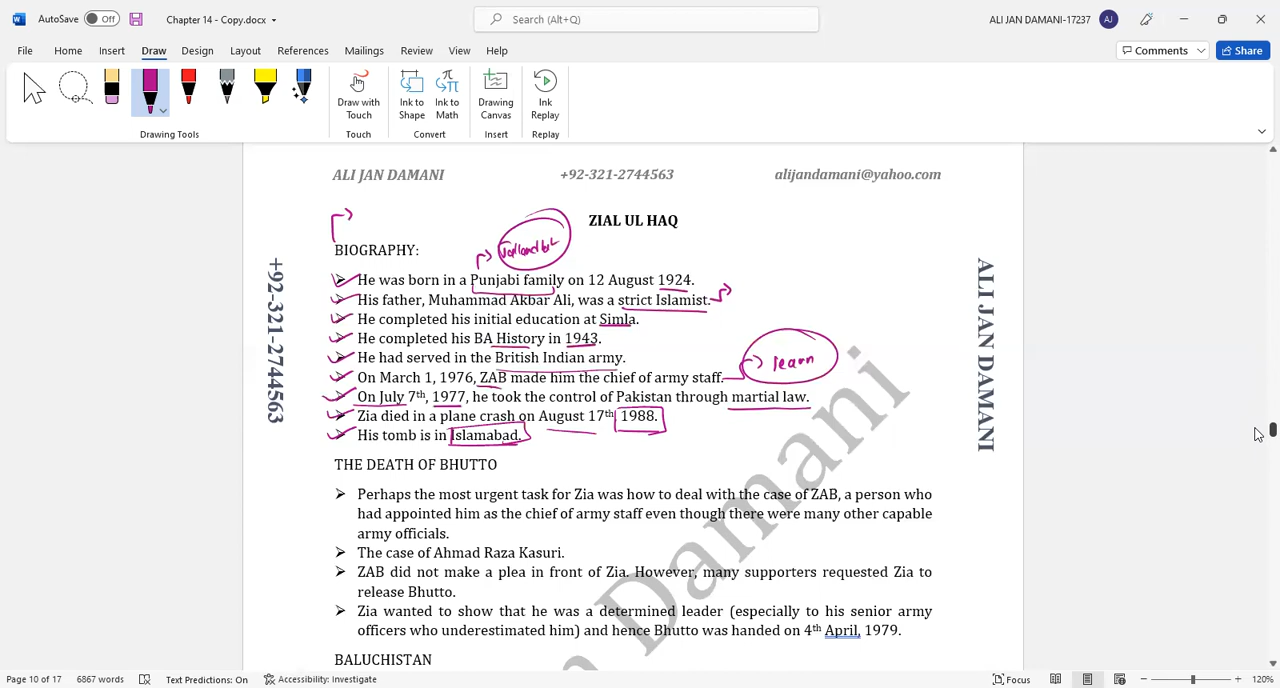 AutoSave Off Chapter 14 - Copy.docx Search (Alt+Q) ALI JAN DAMANI-17237 AJ
File Home Insert Draw Design Layout References Mailings Review View Help Comments Share
Draw with Touch
Ink to Shape
Ink to Math
Drawing Canvas
Ink Replay
Drawing Tools Touch Convert Insert Replay
ALI JAN DAMANI +92-321-2744563 alijandamani@yahoo.com
ZIAL UL HAQ
BIOGRAPHY:
➢ He was born in a Punjabi family on 12 August 1924.
➢ His father, Muhammad Akbar Ali, was a strict Islamist.
➢ He completed his initial education at Simla.
➢ He completed his BA History in 1943.
➢ He had served in the British Indian army.
learn
➢ On March 1, 1976, ZAB made him the chief of army staff.
➢ On July 7th, 1977, he took the control of Pakistan through martial law.
➢ Zia died in a plane crash on August 17th 1988.
➢ His tomb is in Islamabad.
+92-321-2744563
ALI JAN DAMANI
THE DEATH OF BHUTTO
➢ Perhaps the most urgent task for Zia was how to deal with the case of ZAB, a person who
had appointed him as the chief of army staff even though there were many other capable
army officials.
➢ The case of Ahmad Raza Kasuri.
➢ ZAB did not make a plea in front of Zia. However, many supporters requested Zia to
release Bhutto.
➢ Zia wanted to show that he was a determined leader (especially to his senior army
officers who underestimated him) and hence Bhutto was handed on 4th April, 1979.
BALUCHISTAN
n Damani
Page 10 of 17 6867 words Text Predictions: On Accessibility: Investigate Focus 120%